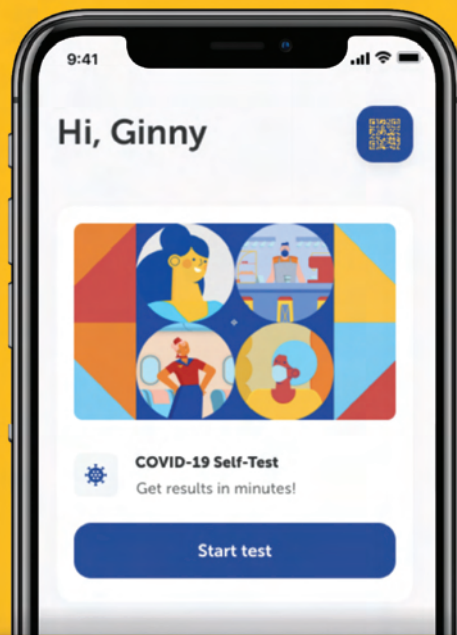 9:41
Hi, Ginny
COVID-19 Self-Test
Get results in minutes!
Start test